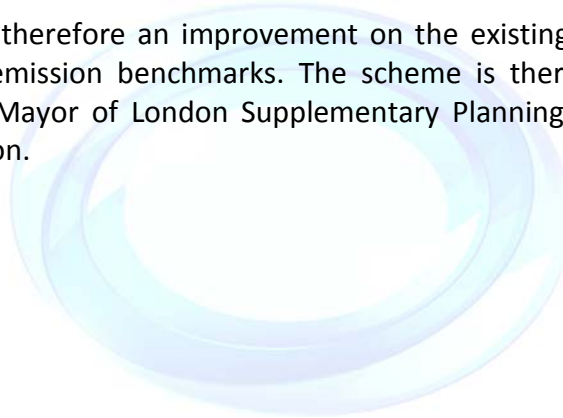 therefore an improvement on the existing
emission benchmarks. The scheme is ther
Mayor of London Supplementary Planning
on.